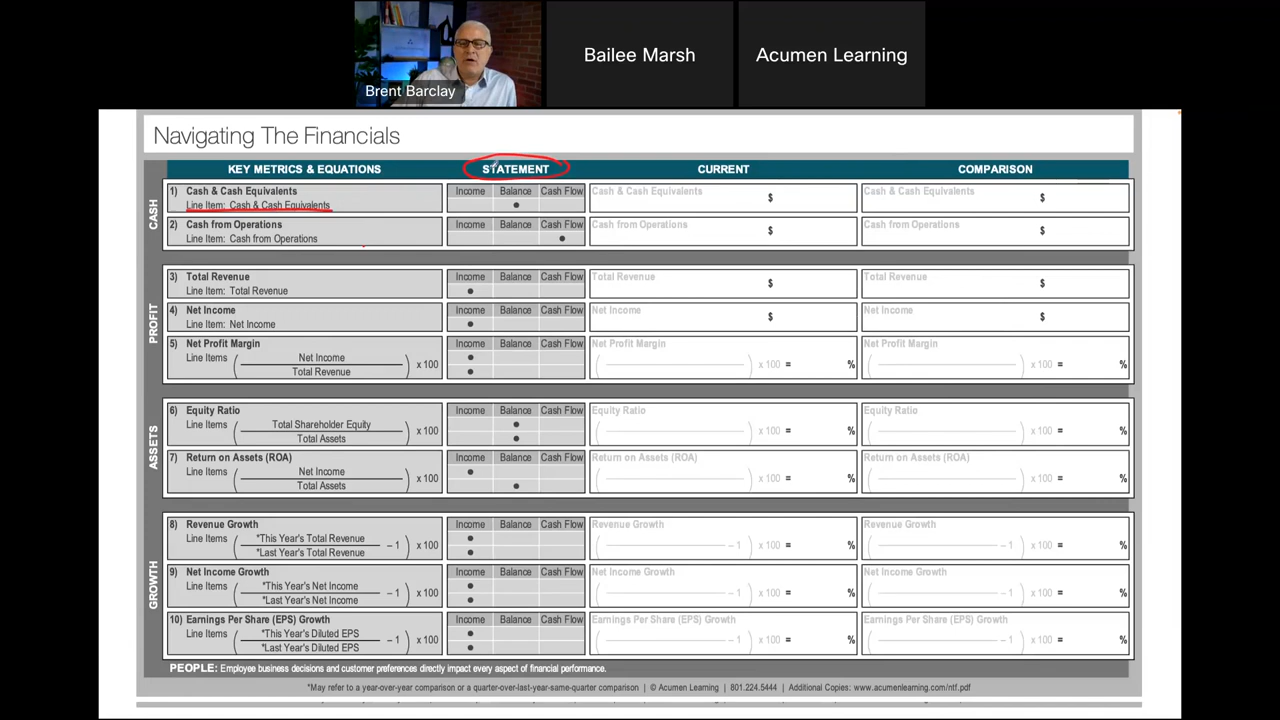 Brent Barclay
Bailee Marsh
Acumen Learning
Navigating The Financials
KEY METRICS & EQUATIONS STATEMENT CURRENT COMPARISON
CASH
1) Cash & Cash Equivalents Income Balance Cash Flow Cash & Cash Equivalents $ Cash & Cash Equivalents $
Line Item: Cash & Cash Equivalents
2) Cash from Operations Income Balance Cash Flow Cash from Operations $ Cash from Operations $
Line Item: Cash from Operations
PROFIT
3) Total Revenue Income Balance Cash Flow Total Revenue $ Total Revenue $
Line Item: Total Revenue
4) Net Income Income Balance Cash Flow Net Income $ Net Income $
Line Item: Net Income
5) Net Profit Margin Income Balance Cash Flow Net Profit Margin Net Profit Margin
Line Items ( Net Income
Total Revenue ) x 100 ( ) x 100 = % ( ) x 100 = %
ASSETS
6) Equity Ratio Income Balance Cash Flow Equity Ratio Equity Ratio
Line Items ( Total Shareholder Equity
Total Assets ) x 100 ( ) x 100 = % ( ) x 100 = %
7) Return on Assets (ROA) Income Balance Cash Flow Return on Assets (ROA) Return on Assets (ROA)
Line Items ( Net Income
Total Assets ) x 100 ( ) x 100 = % ( ) x 100 = %
GROWTH
8) Revenue Growth Income Balance Cash Flow Revenue Growth Revenue Growth
Line Items ( *This Year's Total Revenue
*Last Year's Total Revenue – 1 ) x 100 ( – 1 ) x 100 = % ( – 1 ) x 100 = %
9) Net Income Growth Income Balance Cash Flow Net Income Growth Net Income Growth
Line Items ( *This Year's Net Income
*Last Year's Net Income – 1 ) x 100 ( – 1 ) x 100 = % ( – 1 ) x 100 = %
10) Earnings Per Share (EPS) Growth Income Balance Cash Flow Earnings Per Share (EPS) Growth Earnings Per Share (EPS) Growth
Line Items ( *This Year's Diluted EPS
*Last Year's Diluted EPS – 1 ) x 100 ( – 1 ) x 100 = % ( – 1 ) x 100 = %
PEOPLE: Employee business decisions and customer preferences directly impact every aspect of financial performance.
*May refer to a year-over-year comparison or a quarter-over-last-year-same-quarter comparison | © Acumen Learning | 801.224.5444 | Additional Copies: www.acumenlearning.com/ntf.pdf